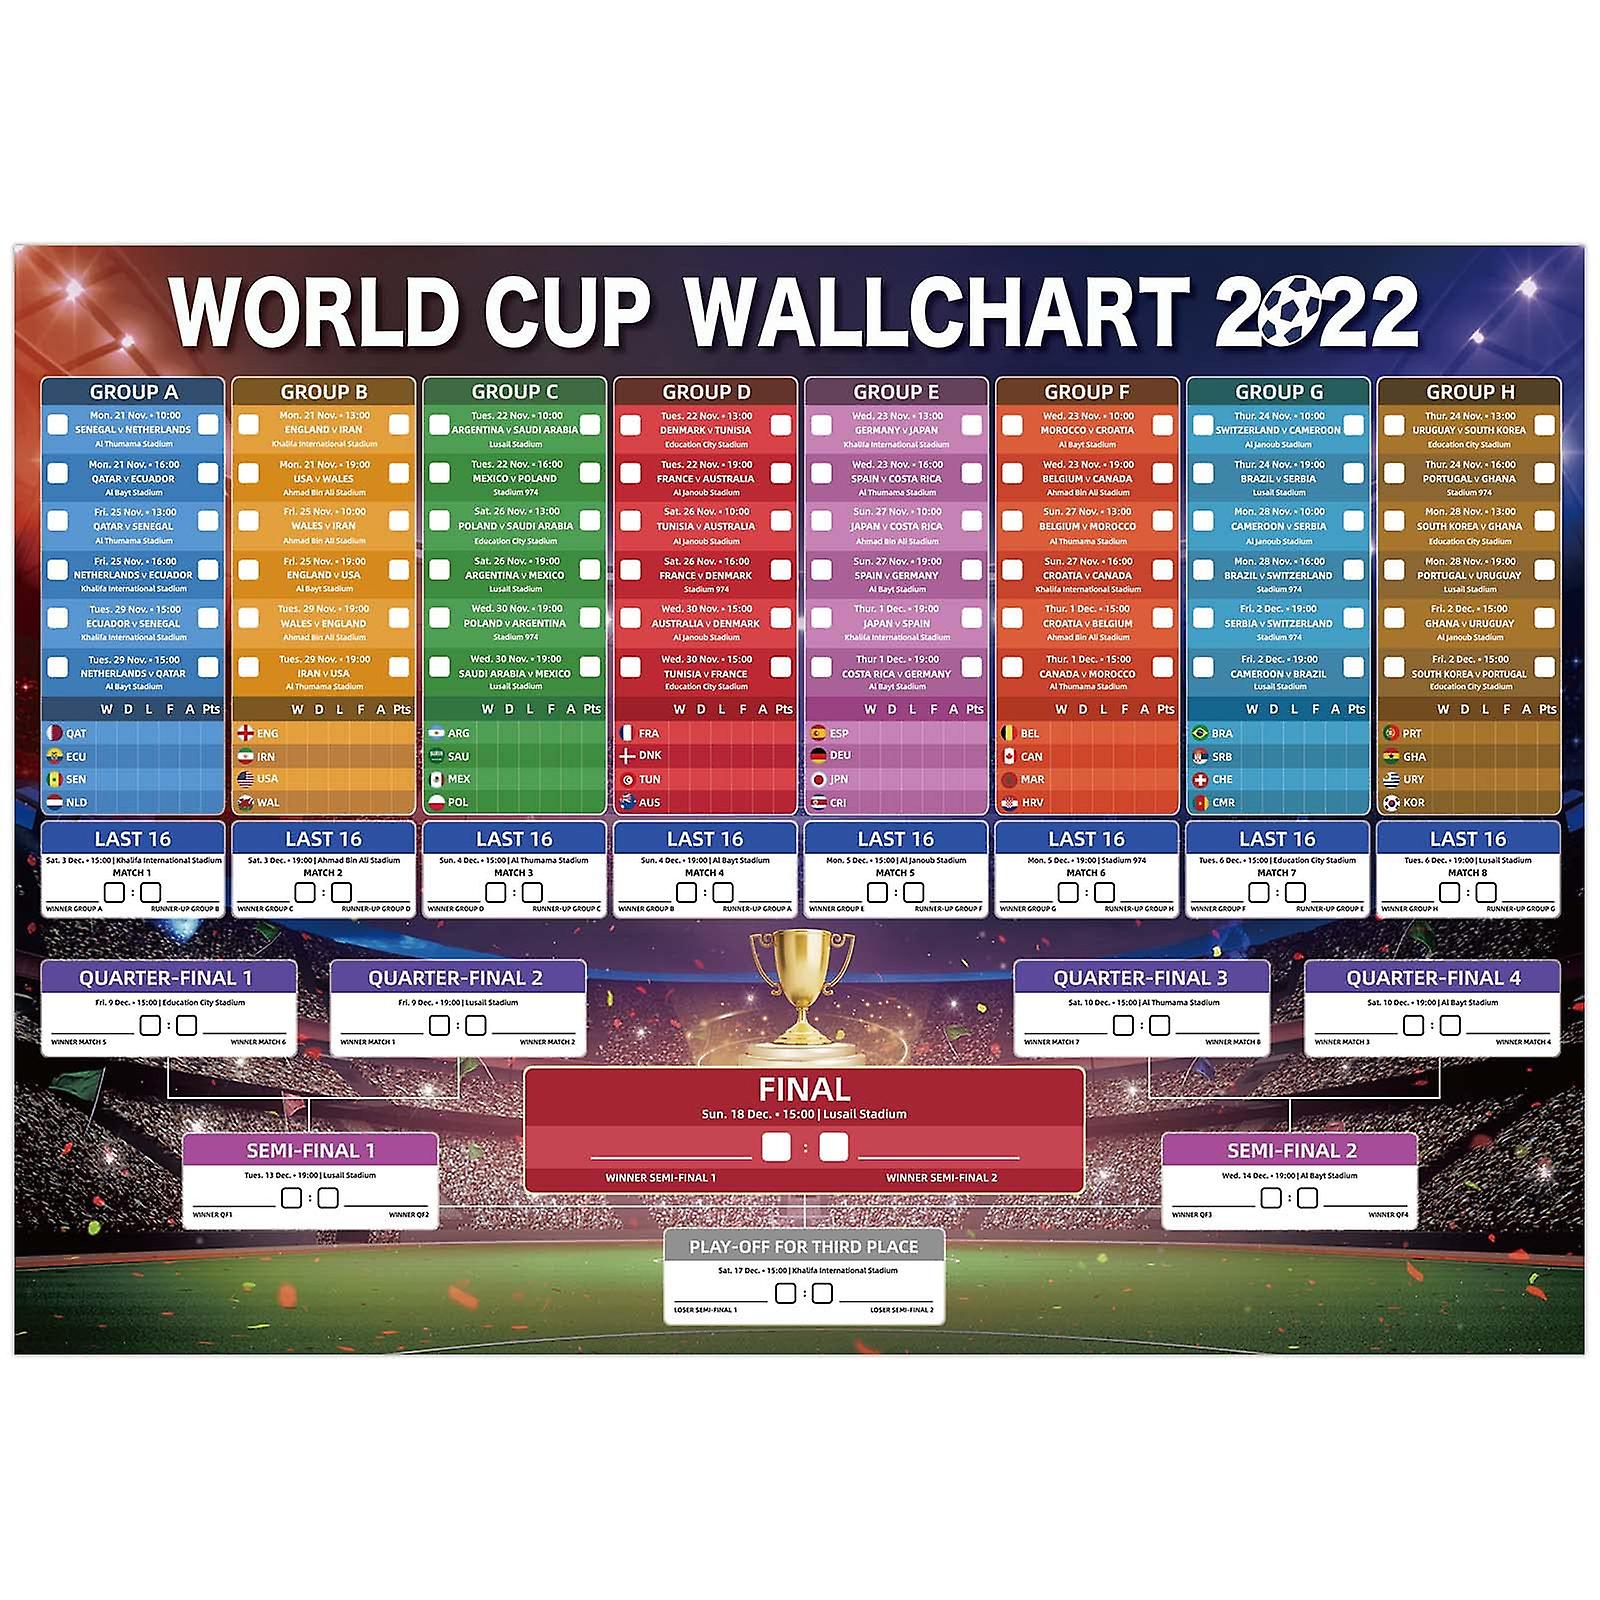 WORLD CUP WALLCHART 2022
GROUP A
Mon. 21 Nov. • 10:00
SENEGAL v NETHERLANDS
Al Thumama Stadium
Mon. 21 Nov. • 16:00
QATAR v ECUADOR
Al Bayt Stadium
Fri. 25 Nov. • 13:00
QATAR v SENEGAL
Al Thumama Stadium
Fri. 25 Nov. • 16:00
NETHERLANDS v ECUADOR
Khalifa International Stadium
Tues. 29 Nov. • 15:00
ECUADOR v SENEGAL
Khalifa International Stadium
Tues. 29 Nov. • 15:00
NETHERLANDS v QATAR
Al Bayt Stadium
W D L F A Pts
QAT
ECU
SEN
NLD
GROUP B
Mon. 21 Nov. • 13:00
ENGLAND v IRAN
Khalifa International Stadium
Mon. 21 Nov. • 19:00
USA v WALES
Ahmad Bin Ali Stadium
Fri. 25 Nov. • 10:00
WALES v IRAN
Ahmad Bin Ali Stadium
Fri. 25 Nov. • 19:00
ENGLAND v USA
Al Bayt Stadium
Tues. 29 Nov. • 19:00
WALES v ENGLAND
Ahmad Bin Ali Stadium
Tues. 29 Nov. • 19:00
IRAN v USA
Al Thumama Stadium
W D L F A Pts
ENG
IRN
USA
WAL
GROUP C
Tues. 22 Nov. • 10:00
ARGENTINA v SAUDI ARABIA
Lusail Stadium
Tues. 22 Nov. • 16:00
MEXICO v POLAND
Stadium 974
Sat. 26 Nov. • 13:00
POLAND v SAUDI ARABIA
Education City Stadium
Sat. 26 Nov. • 19:00
ARGENTINA v MEXICO
Lusail Stadium
Wed. 30 Nov. • 19:00
POLAND v ARGENTINA
Stadium 974
Wed. 30 Nov. • 19:00
SAUDI ARABIA v MEXICO
Lusail Stadium
W D L F A Pts
ARG
SAU
MEX
POL
GROUP D
Tues. 22 Nov. • 13:00
DENMARK v TUNISIA
Education City Stadium
Tues. 22 Nov. • 19:00
FRANCE v AUSTRALIA
Al Janoub Stadium
Sat. 26 Nov. • 10:00
TUNISIA v AUSTRALIA
Al Janoub Stadium
Sat. 26 Nov. • 16:00
FRANCE v DENMARK
Stadium 974
Wed. 30 Nov. • 15:00
AUSTRALIA v DENMARK
Al Janoub Stadium
Wed. 30 Nov. • 15:00
TUNISIA v FRANCE
Education City Stadium
W D L F A Pts
FRA
DNK
TUN
AUS
GROUP E
Wed. 23 Nov. • 13:00
GERMANY v JAPAN
Khalifa International Stadium
Wed. 23 Nov. • 16:00
SPAIN v COSTA RICA
Al Thumama Stadium
Sun. 27 Nov. • 10:00
JAPAN v COSTA RICA
Ahmad Bin Ali Stadium
Sun. 27 Nov. • 19:00
SPAIN v GERMANY
Al Bayt Stadium
Thur. 1 Dec. • 19:00
JAPAN v SPAIN
Khalifa International Stadium
Thur 1 Dec. • 19:00
COSTA RICA v GERMANY
Al Bayt Stadium
W D L F A Pts
ESP
DEU
JPN
CRI
GROUP F
Wed. 23 Nov. • 10:00
MOROCCO v CROATIA
Al Bayt Stadium
Wed. 23 Nov. • 19:00
BELGIUM v CANADA
Ahmad Bin Ali Stadium
Sun. 27 Nov. • 13:00
BELGIUM v MOROCCO
Al Thumama Stadium
Sun. 27 Nov. • 16:00
CROATIA v CANADA
Khalifa International Stadium
Thur. 1 Dec. • 15:00
CROATIA v BELGIUM
Ahmad Bin Ali Stadium
Thur. 1 Dec. • 15:00
CANADA v MOROCCO
Al Thumama Stadium
W D L F A Pts
BEL
CAN
MAR
HRV
GROUP G
Thur. 24 Nov. • 10:00
SWITZERLAND v CAMEROON
Al Janoub Stadium
Thur. 24 Nov. • 19:00
BRAZIL v SERBIA
Lusail Stadium
Mon. 28 Nov. • 10:00
CAMEROON v SERBIA
Al Janoub Stadium
Mon. 28 Nov. • 16:00
BRAZIL v SWITZERLAND
Stadium 974
Fri. 2 Dec. • 19:00
SERBIA v SWITZERLAND
Stadium 974
Fri. 2 Dec. • 19:00
CAMEROON v BRAZIL
Lusail Stadium
W D L F A Pts
BRA
SRB
CHE
CMR
GROUP H
Thur. 24 Nov. • 13:00
URUGUAY v SOUTH KOREA
Education City Stadium
Thur. 24 Nov. • 16:00
PORTUGAL v GHANA
Stadium 974
Mon. 28 Nov. • 13:00
SOUTH KOREA v GHANA
Education City Stadium
Mon. 28 Nov. • 19:00
PORTUGAL v URUGUAY
Lusail Stadium
Fri. 2 Dec. • 15:00
GHANA v URUGUAY
Al Janoub Stadium
Fri. 2 Dec. • 15:00
SOUTH KOREA v PORTUGAL
Education City Stadium
W D L F A Pts
PRT
GHA
URY
KOR
LAST 16
Sat. 3 Dec. • 15:00 | Khalifa International Stadium
MATCH 1
:
WINNER GROUP A RUNNER-UP GROUP B
LAST 16
Sat. 3 Dec. • 19:00 | Ahmad Bin Ali Stadium
MATCH 2
:
WINNER GROUP C RUNNER-UP GROUP D
LAST 16
Sun. 4 Dec. • 15:00 | Al Thumama Stadium
MATCH 3
:
WINNER GROUP D RUNNER-UP GROUP C
LAST 16
Sun. 4 Dec. • 19:00 | Al Bayt Stadium
MATCH 4
:
WINNER GROUP B RUNNER-UP GROUP A
LAST 16
Mon. 5 Dec. • 15:00 | Al Janoub Stadium
MATCH 5
:
WINNER GROUP E RUNNER-UP GROUP F
LAST 16
Mon. 5 Dec. • 19:00 | Stadium 974
MATCH 6
:
WINNER GROUP G RUNNER-UP GROUP H
LAST 16
Tues. 6 Dec. • 15:00 | Education City Stadium
MATCH 7
:
WINNER GROUP F RUNNER-UP GROUP E
LAST 16
Tues. 6 Dec. • 19:00 | Lusail Stadium
MATCH 8
:
WINNER GROUP H RUNNER-UP GROUP G
QUARTER-FINAL 1
Fri. 9 Dec. • 15:00 | Education City Stadium
:
WINNER MATCH 5 WINNER MATCH 6
QUARTER-FINAL 2
Fri. 9 Dec. • 19:00 | Lusail Stadium
:
WINNER MATCH 1 WINNER MATCH 2
QUARTER-FINAL 3
Sat. 10 Dec. • 15:00 | Al Thumama Stadium
:
WINNER MATCH 7 WINNER MATCH 8
QUARTER-FINAL 4
Sat. 10 Dec. • 19:00 | Al Bayt Stadium
:
WINNER MATCH 3 WINNER MATCH 4
FINAL
Sun. 18 Dec. • 15:00 | Lusail Stadium
:
WINNER SEMI-FINAL 1 WINNER SEMI-FINAL 2
SEMI-FINAL 1
Tues. 13 Dec. • 19:00 | Lusail Stadium
:
WINNER QF1 WINNER QF2
SEMI-FINAL 2
Wed. 14 Dec. • 19:00 | Al Bayt Stadium
:
WINNER QF3 WINNER QF4
PLAY-OFF FOR THIRD PLACE
Sat. 17 Dec. • 15:00 | Khalifa International Stadium
:
LOSER SEMI-FINAL 1 LOSER SEMI-FINAL 2